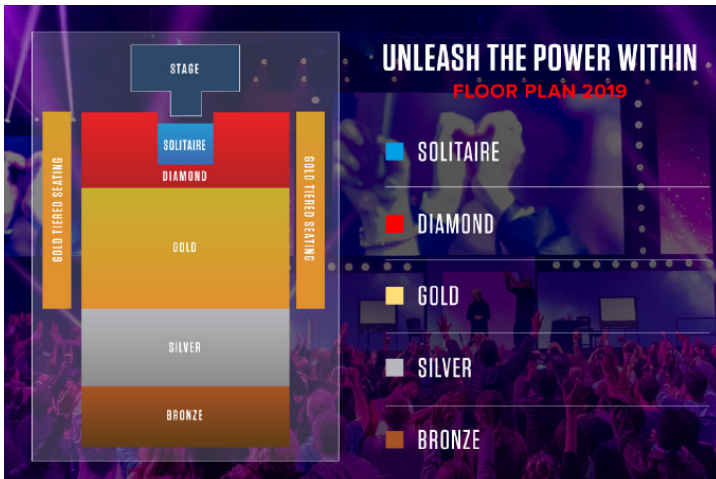 STAGE
SOLITAIRE
DIAMOND
GOLD TIERED SEATING
GOLD
GOLD TIERED SEATING
SILVER
BRONZE
UNLEASH THE POWER WITHIN
FLOOR PLAN 2019
SOLITAIRE
DIAMOND
GOLD
SILVER
BRONZE